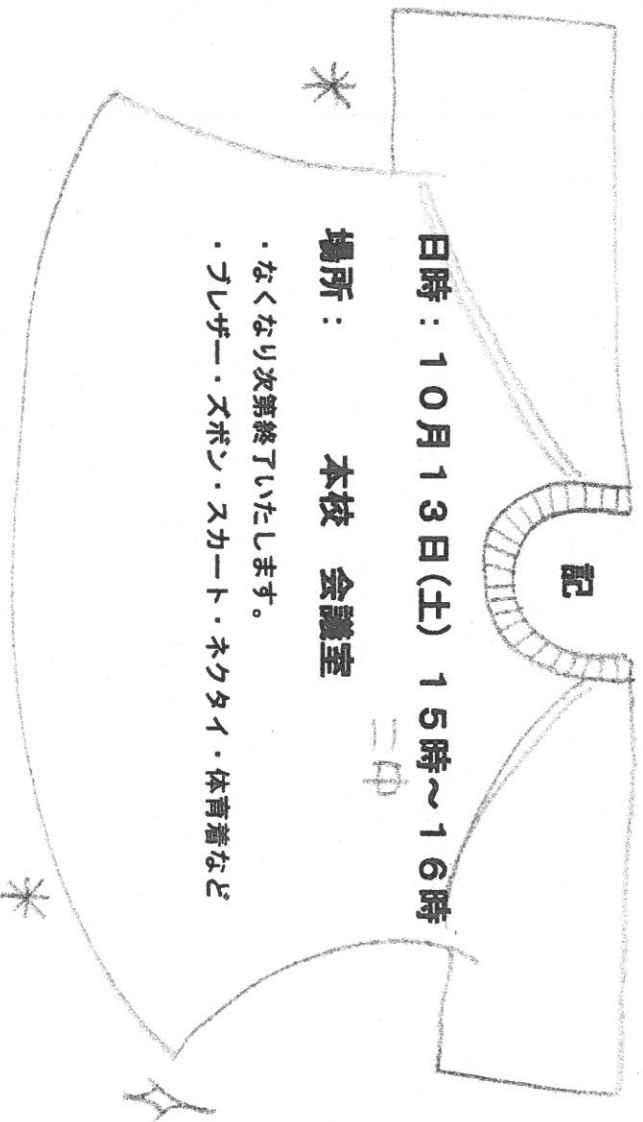 記
日時：１０月１３日(土)　１５時～１６時
二中
場所：　　　本校　会議室
・なくなり次第終了いたします。
・ブレザー・ズボン・スカート・ネクタイ・体育着など